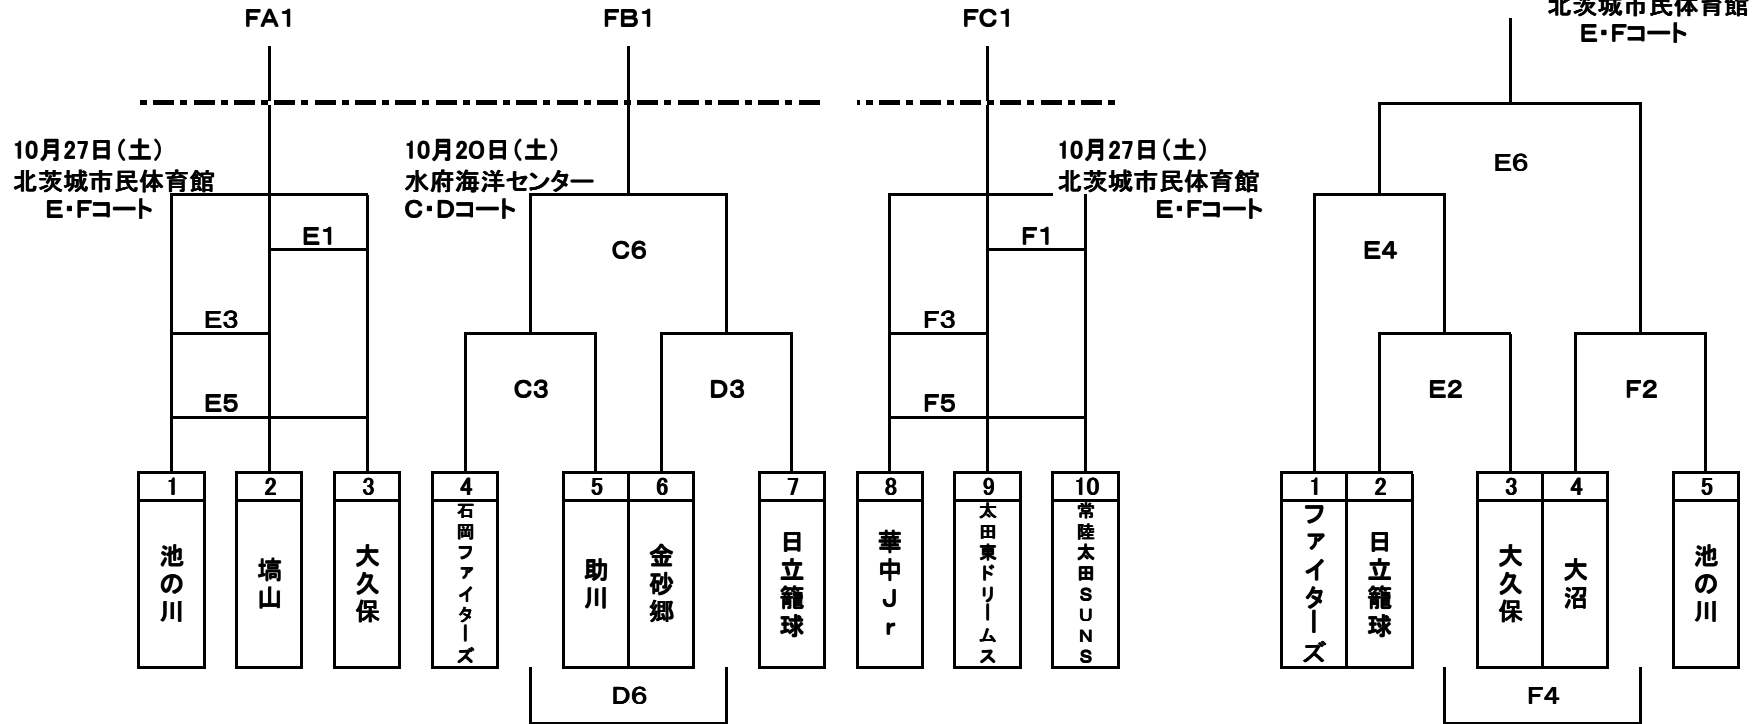 FA1
FB1
FC1
北茨城市民体育館
E・Fコート
10月27日(土)
北茨城市民体育館
E・Fコート
10月20日(土)
水府海洋センター
C・Dコート
10月27日(土)
北茨城市民体育館
E・Fコート
E6
E1
C6
F1
E4
E3
F3
C3
D3
E2
F2
E5
F5
1
2
3
4
5
6
7
8
9
10
1
2
3
4
5
池の川
塙山
大久保
石岡ファイターズ
助川
金砂郷
日立籠球
華中Jr
太田東ドリームス
常陸太田SUNS
ファイターズ
日立籠球
大久保
大沼
池の川
D6
F4